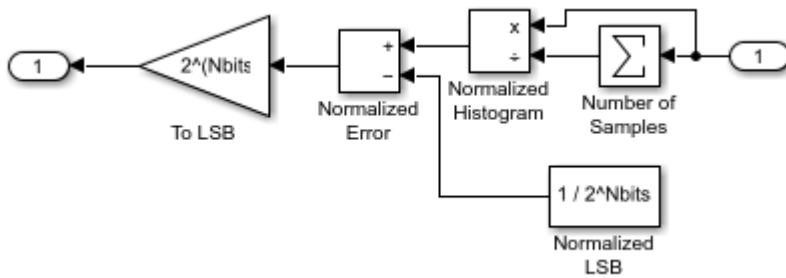 1
2^(Nbits
To LSB
+
−
Normalized
Error
x
÷
Normalized
Histogram
∑
Number of
Samples
1
1 / 2^Nbits
Normalized
LSB